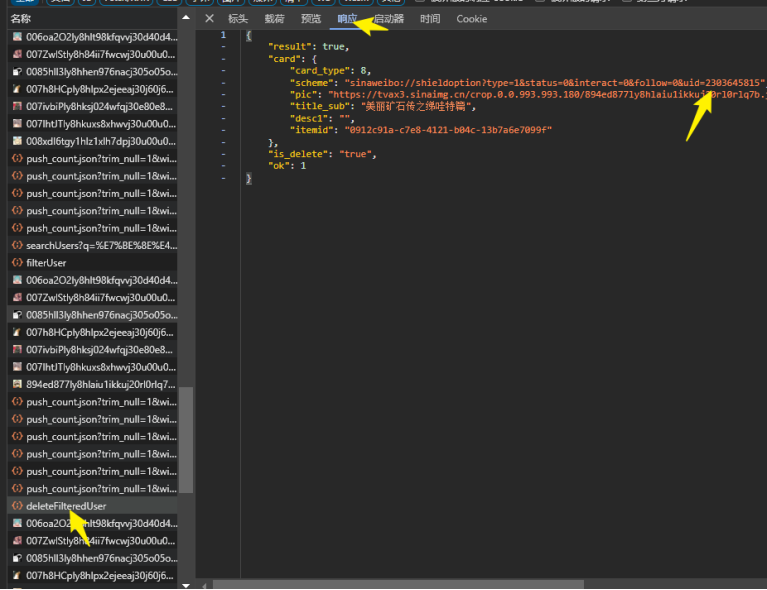 名称
标头 载荷 预览 响应 启动器 时间 Cookie
006oa2O2ly8hlt98kfqvvj30d40d4...
007ZwIStly8h84ii7fwcwj30u00u0...
0085hll3ly8hhen976nacj305o05o...
007h8HCply8hlpx2ejeeaj30j60j6...
007ivbiPly8hksj024wfqj30e80e8...
007lhtJTly8hkuxs8xhwvj30u00u0...
008xdl6tgy1hlz1xlh7dpj30u00u0...
push_count.json?trim_null=1&wi...
push_count.json?trim_null=1&wi...
push_count.json?trim_null=1&wi...
push_count.json?trim_null=1&wi...
push_count.json?trim_null=1&wi...
searchUsers?q=%E7%BE%8E%E4...
filterUser
006oa2O2ly8hlt98kfqvvj30d40d4...
007ZwIStly8h84ii7fwcwj30u00u0...
0085hll3ly8hhen976nacj305o05o...
007h8HCply8hlpx2ejeeaj30j60j6...
007ivbiPly8hksj024wfqj30e80e8...
007lhtJTly8hkuxs8xhwvj30u00u0...
894ed877ly8hlaiu1ikkuj20rl0rlq7...
push_count.json?trim_null=1&wi...
push_count.json?trim_null=1&wi...
push_count.json?trim_null=1&wi...
push_count.json?trim_null=1&wi...
push_count.json?trim_null=1&wi...
push_count.json?trim_null=1&wi...
deleteFilteredUser
007ZwIStly8h84ii7fwcwj30u00u0...
0085hll3ly8hhen976nacj305o05o...
007h8HCply8hlpx2ejeeaj30j60j6...
1 {
- "result": true,
- "card": {
- "card_type": 8,
- "scheme": "sinaweibo://shieldoption?type=1&status=0&interact=0&follow=0&uid=2303645815"
- "pic": "https://tvax3.sinaimg.cn/crop.0.0.993.993.180/894ed877ly8hlaiu1ikkuj20rl0rlq7b.j
- "title_sub": "美丽矿石传之绵哇特篇",
- "desc1": "",
- "itemid": "0912c91a-c7e8-4121-b04c-13b7a6e7099f"
- },
- "is_delete": "true",
- "ok": 1
- }